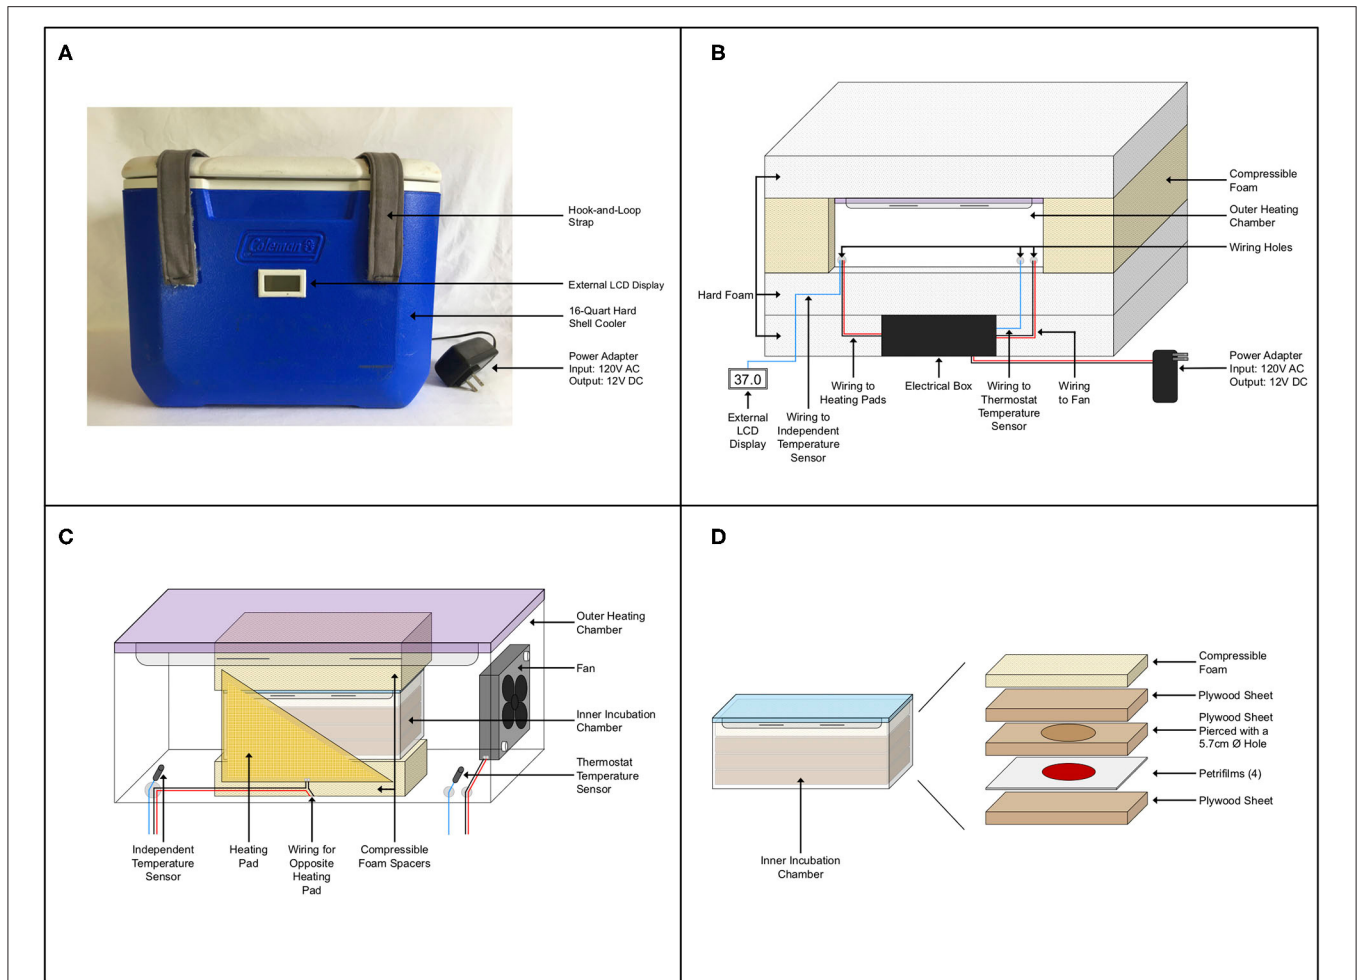 A
Coleman
Hook-and-Loop
Strap
External LCD Display
16-Quart Hard
Shell Cooler
Power Adapter
Input: 120V AC
Output: 12V DC
B
Compressible
Foam
Outer Heating
Chamber
Wiring Holes
Hard Foam
Power Adapter
Input: 120V AC
Output: 12V DC
37.0
External
LCD
Display
Wiring to
Independent
Temperature
Sensor
Wiring to
Heating Pads
Electrical Box
Wiring to
Thermostat
Temperature
Sensor
Wiring
to Fan
C
Outer Heating
Chamber
Fan
Inner Incubation
Chamber
Thermostat
Temperature
Sensor
Independent
Temperature
Sensor
Heating
Pad
Wiring for
Opposite
Heating
Pad
Compressible
Foam Spacers
D
Compressible
Foam
Plywood Sheet
Plywood Sheet
Pierced with a
5.7cm Ø Hole
Petrifilms (4)
Plywood Sheet
Inner Incubation
Chamber